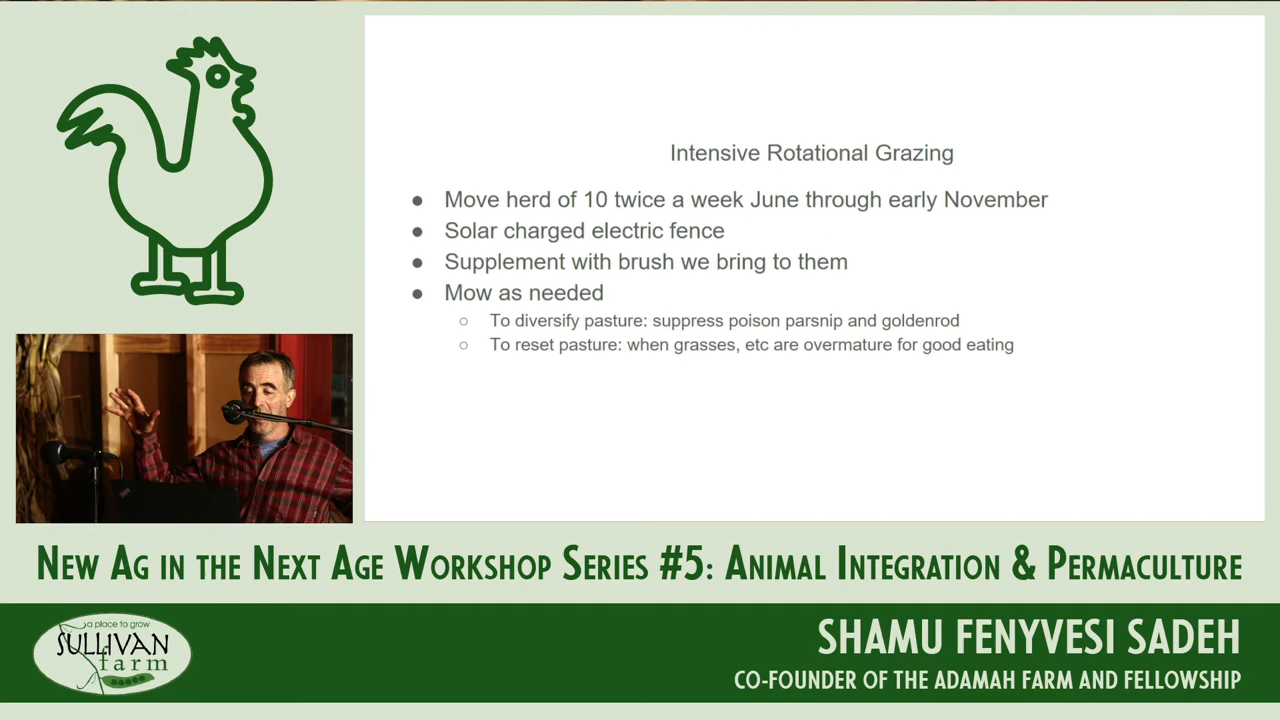 Intensive Rotational Grazing
● Move herd of 10 twice a week June through early November
● Solar charged electric fence
● Supplement with brush we bring to them
● Mow as needed
○ To diversify pasture: suppress poison parsnip and goldenrod
○ To reset pasture: when grasses, etc are overmature for good eating
New Ag in the Next Age Workshop Series #5: Animal Integration & Permaculture
a place to grow
SULLIVAN
farm
SHAMU FENYVESI SADEH
CO-FOUNDER OF THE ADAMAH FARM AND FELLOWSHIP